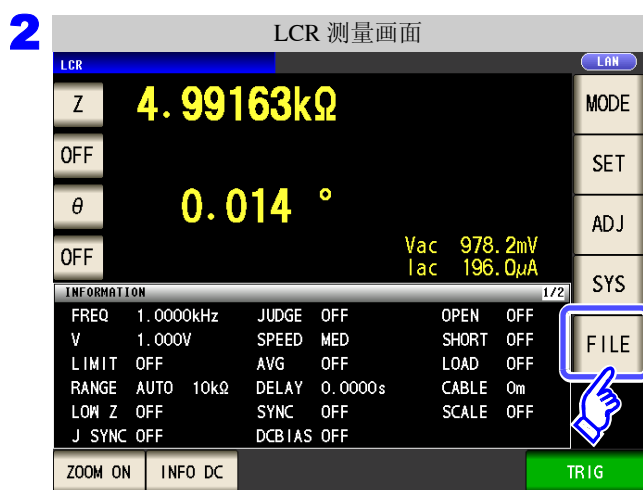 2
LCR 测量画面
LCR
LAN
Z
4.99163kΩ
MODE
OFF
SET
θ
0.014 °
ADJ
OFF
Vac 978.2mV
Iac 196.0μA
SYS
INFORMATION 1/2
FREQ 1.0000kHz JUDGE OFF OPEN OFF
V 1.000V SPEED MED SHORT OFF
FILE
LIMIT OFF AVG OFF LOAD OFF
RANGE AUTO 10kΩ DELAY 0.0000s CABLE 0m
LOW Z OFF SYNC OFF SCALE OFF
J SYNC OFF DCBIAS OFF
ZOOM ON INFO DC TRIG